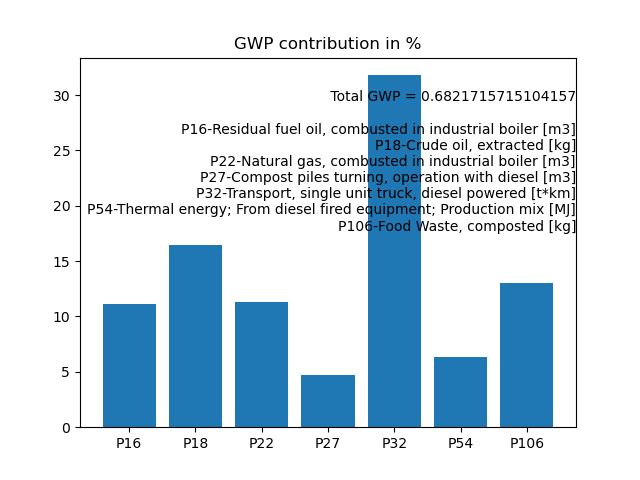 GWP contribution in %
30
25
20
15
10
5
0
Total GWP = 0.6821715715104157
P16-Residual fuel oil, combusted in industrial boiler [m3]
P18-Crude oil, extracted [kg]
P22-Natural gas, combusted in industrial boiler [m3]
P27-Compost piles turning, operation with diesel [m3]
P32-Transport, single unit truck, diesel powered [t*km]
P54-Thermal energy; From diesel fired equipment; Production mix [MJ]
P106-Food Waste, composted [kg]
P16 P18 P22 P27 P32 P54 P106